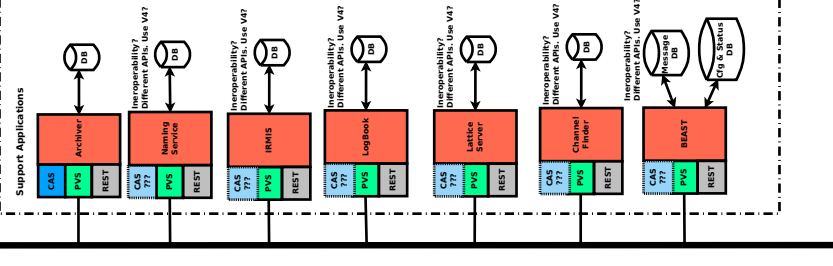 Support Applications
DB
Archiver
CAS
PVS
REST
Ineroperability?
Different APIs. Use V4?
DB
Naming
Service
CAS
???
PVS
REST
Ineroperability?
Different APIs. Use V4?
DB
IRMIS
CAS
???
PVS
REST
Ineroperability?
Different APIs. Use V4?
DB
LogBook
CAS
???
PVS
REST
Ineroperability?
Different APIs. Use V4?
DB
Lattice
Server
CAS
???
PVS
REST
Ineroperability?
Different APIs. Use V4?
DB
Channel
Finder
CAS
???
PVS
REST
Ineroperability?
Different APIs. Use V4?
Message
DB
Cfg & Status
DB
BEAST
CAS
???
PVS
REST